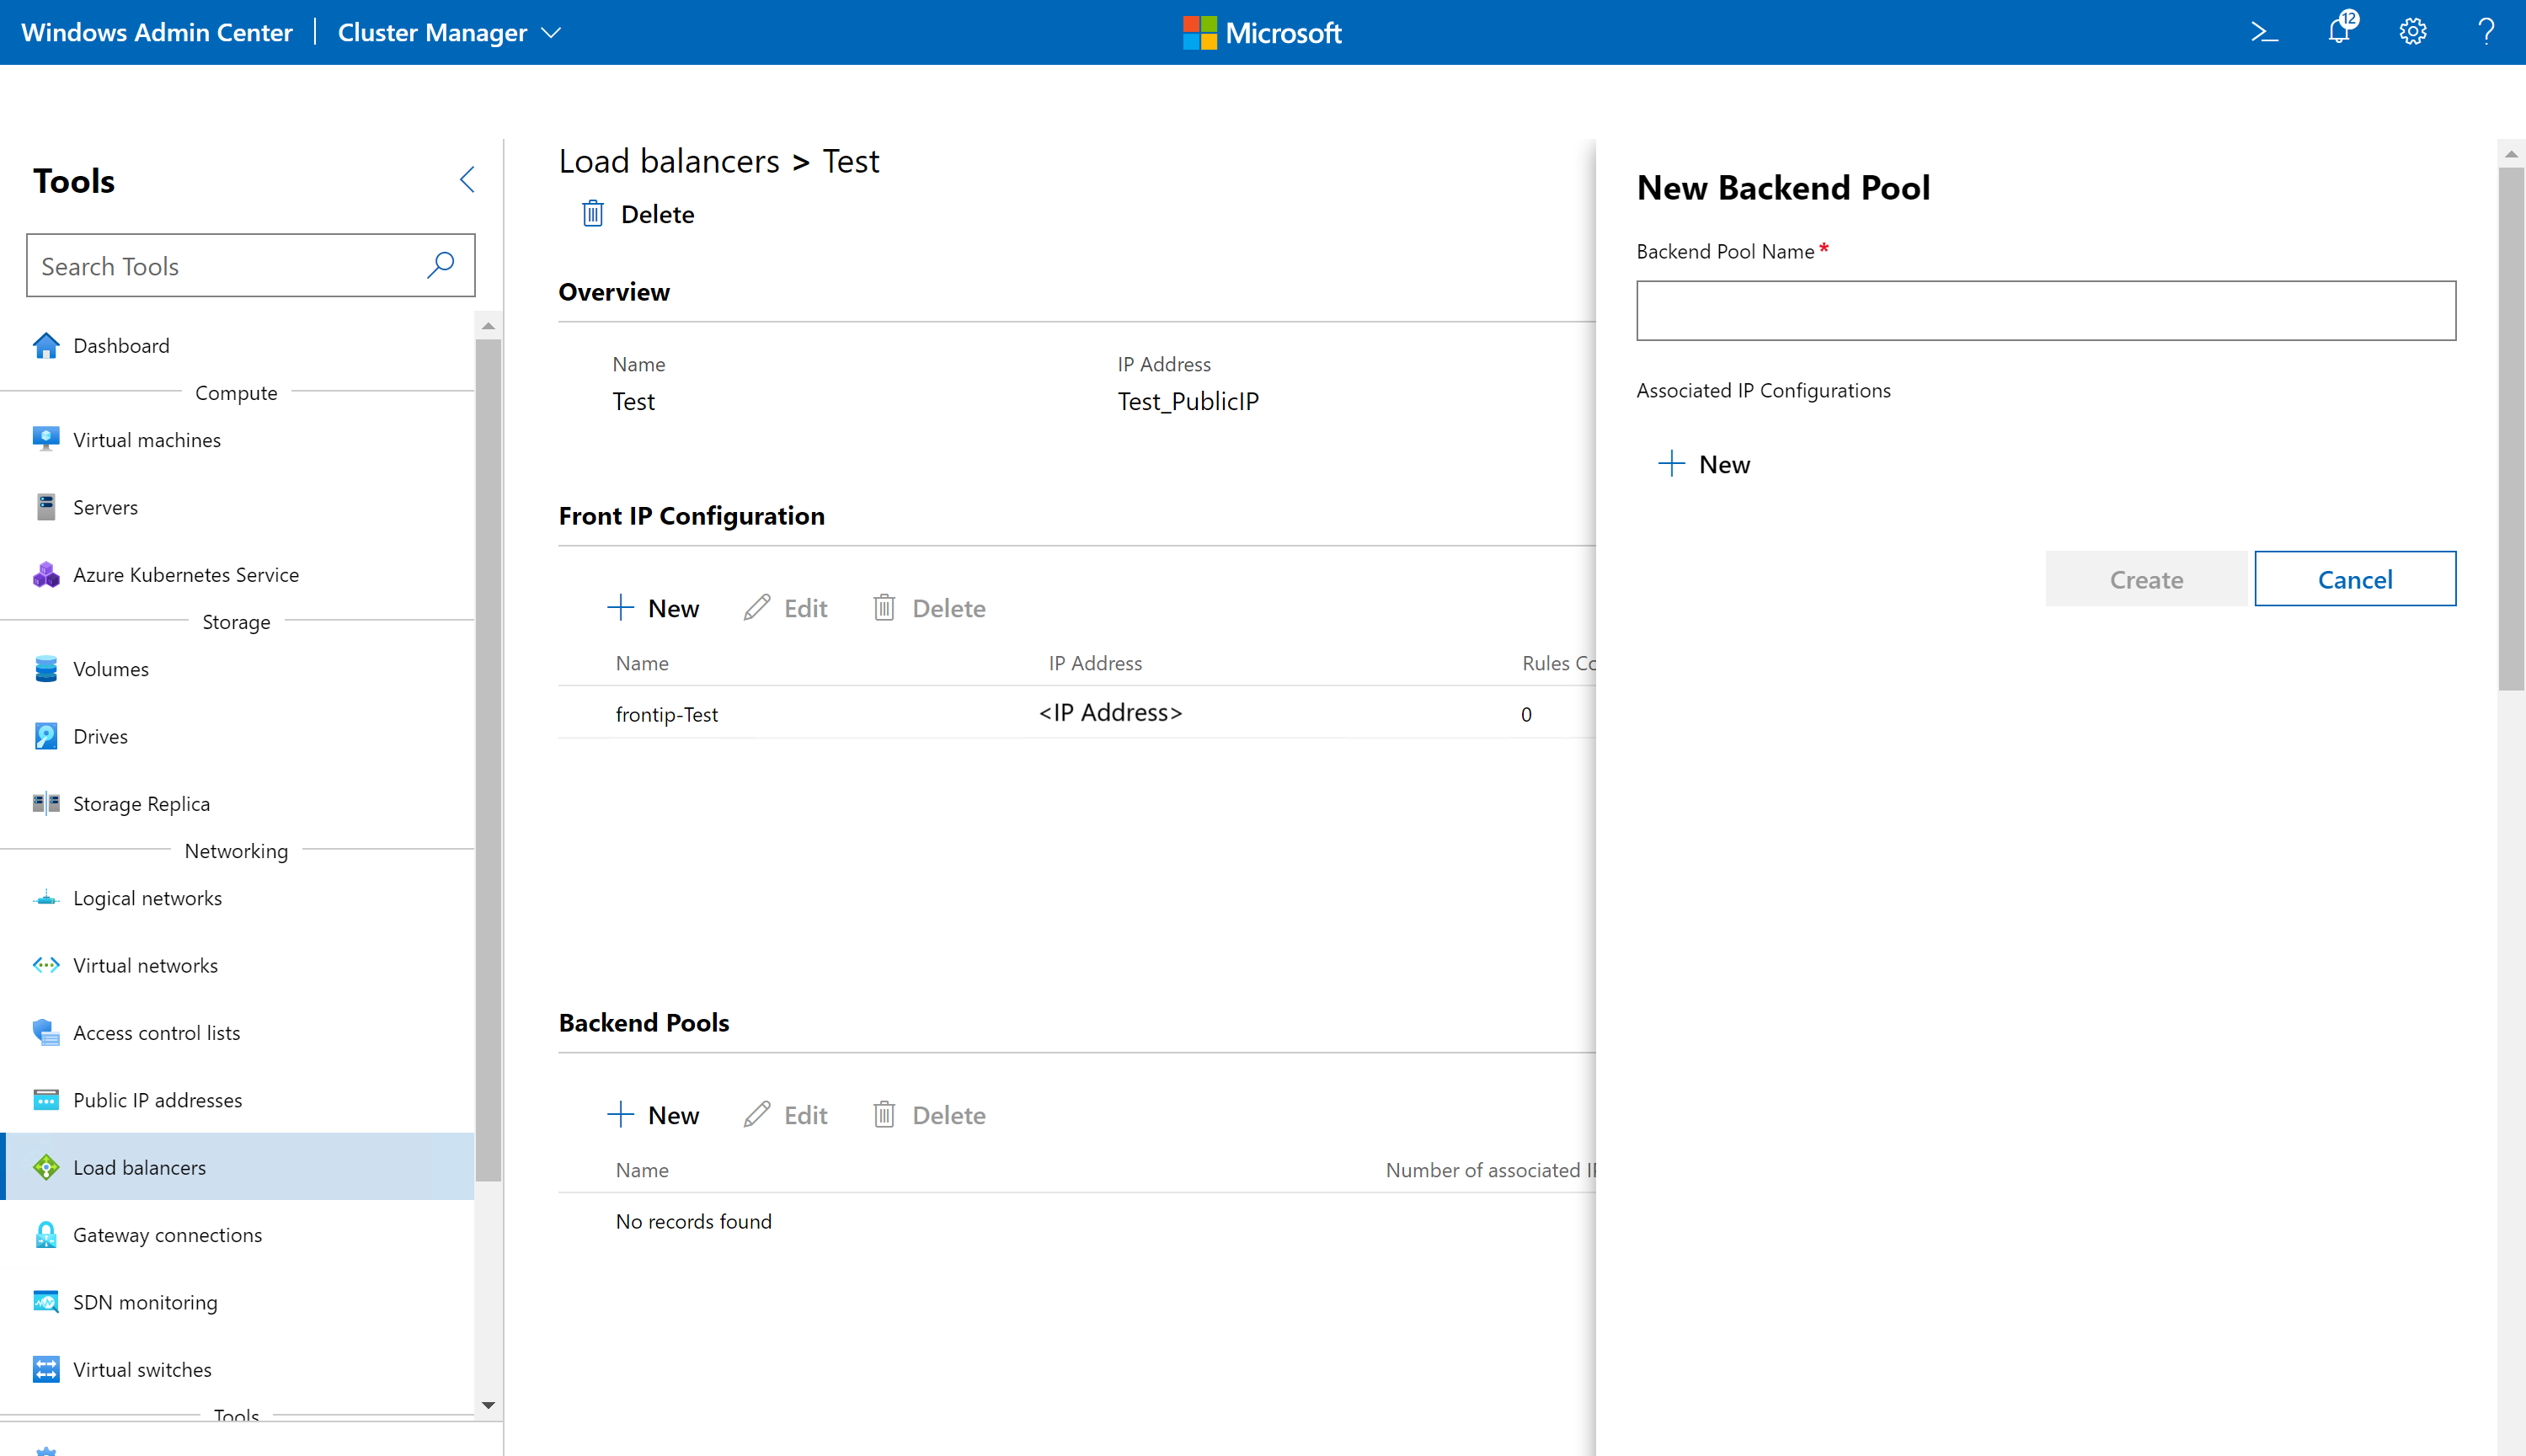 Windows Admin Center
Cluster Manager
Microsoft
12
Tools
Search Tools
Dashboard
Compute
Virtual machines
Servers
Azure Kubernetes Service
Storage
Volumes
Drives
Storage Replica
Networking
Logical networks
Virtual networks
Access control lists
Public IP addresses
Load balancers
Gateway connections
SDN monitoring
Virtual switches
Tools
Load balancers > Test
Delete
Overview
Name IP Address
Test Test_PublicIP
Front IP Configuration
New Edit Delete
Name IP Address Rules Co
frontip-Test <IP Address> 0
Backend Pools
New Edit Delete
Name Number of associated IP
No records found
New Backend Pool
Backend Pool Name *
Associated IP Configurations
New
Create Cancel